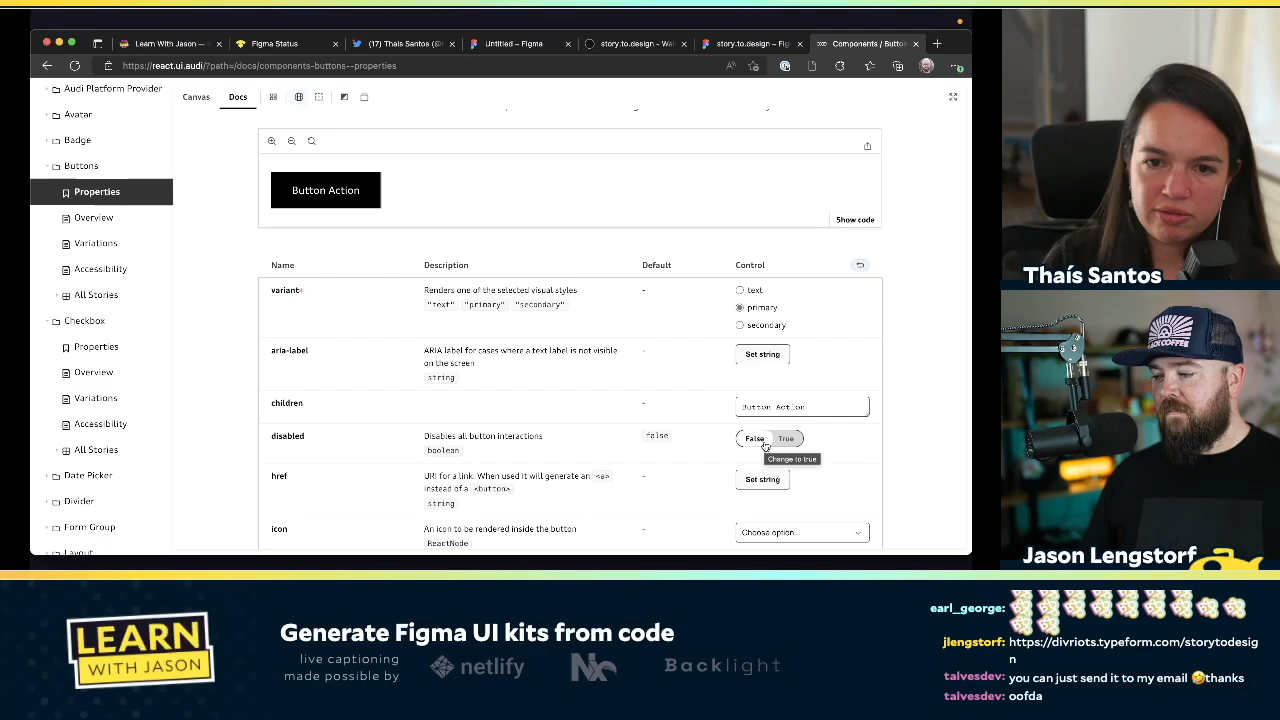 Learn With Jason -
Figma Status
(17) Thaís Santos (@
Untitled – Figma
story.to.design - We
story.to.design – Fig
Components / Button
https://react.ui.audi/?path=/docs/components-buttons--properties
Audi Platform Provider
Avatar
Badge
Buttons
Properties
Overview
Variations
Accessibility
All Stories
Checkbox
Properties
Overview
Variations
Accessibility
All Stories
Date Picker
Divider
Form Group
Layout
Canvas
Docs
Button Action
Show code
Name Description Default Control
variant* Renders one of the selected visual styles - text
"text" "primary" "secondary" primary
secondary
aria-label ARIA label for cases where a text label is not visible - Set string
on the screen
string
children - Button Action
disabled Disables all button interactions false False True
boolean
Change to true
href URI for a link. When used it will generate an <a> - Set string
instead of a <button>
string
icon An icon to be rendered inside the button - Choose option...
ReactNode
Thaís Santos
BLACK COFFEE
Jason Lengstorf
LEARN
WITH JASON
Generate Figma UI kits from code
live captioning
made possible by
netlify
Nx
Backlight
earl_george:
jlengstorf: https://divriots.typeform.com/storytodesig
n
talvesdev: you can just send it to my email 🤣thanks
talvesdev: oofda